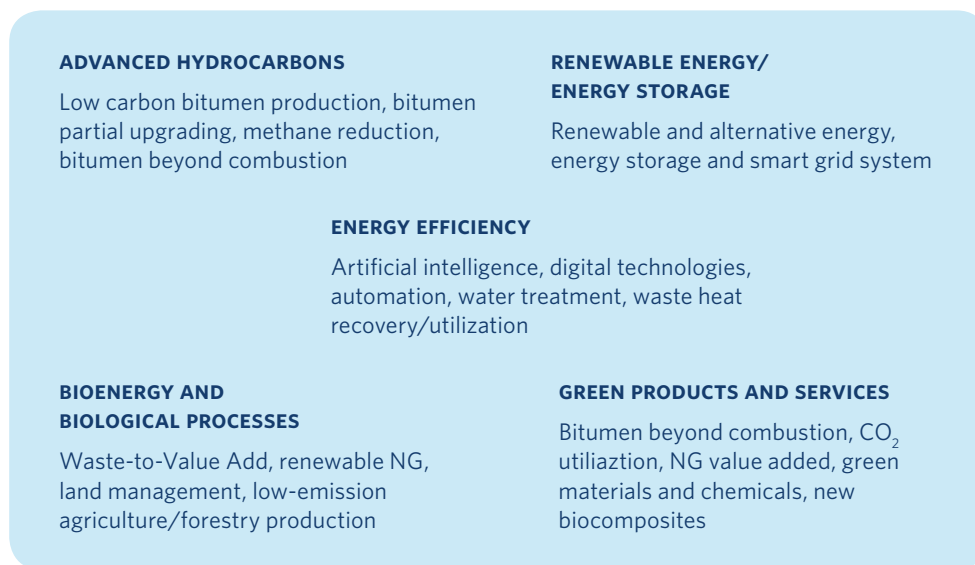 ADVANCED HYDROCARBONS
Low carbon bitumen production, bitumen
partial upgrading, methane reduction,
bitumen beyond combustion
RENEWABLE ENERGY/
ENERGY STORAGE
Renewable and alternative energy,
energy storage and smart grid system
ENERGY EFFICIENCY
Artificial intelligence, digital technologies,
automation, water treatment, waste heat
recovery/utilization
BIOENERGY AND
BIOLOGICAL PROCESSES
Waste-to-Value Add, renewable NG,
land management, low-emission
agriculture/forestry production
GREEN PRODUCTS AND SERVICES
Bitumen beyond combustion, CO₂
utiliaztion, NG value added, green
materials and chemicals, new
biocomposites